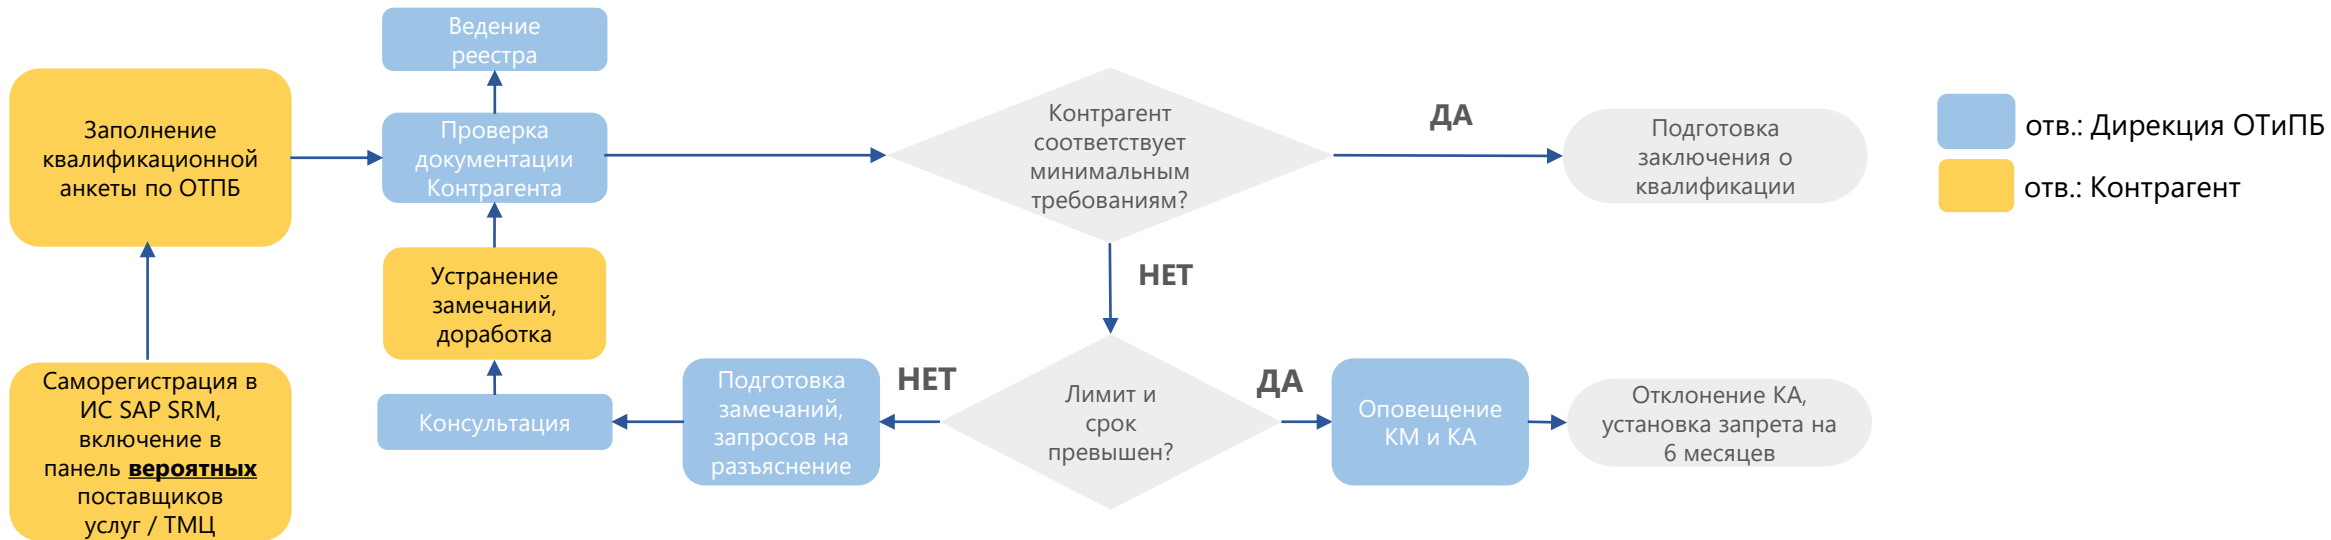 Ведение
реестра
Заполнение
квалификационной
анкеты по ОТПБ
Проверка
документации
Контрагента
Контрагент
соответствует
минимальным
требованиям?
ДА
Подготовка
заключения о
квалификации
отв.: Дирекция ОТиПБ
отв.: Контрагент
Устранение
замечаний,
доработка
НЕТ
Саморегистрация в
ИС SAP SRM,
включение в
панель вероятных
поставщиков
услуг / ТМЦ
Консультация
Подготовка
замечаний,
запросов на
разъяснение
НЕТ
Лимит и
срок
превышен?
ДА
Оповещение
КМ и КА
Отклонение КА,
установка запрета на
6 месяцев